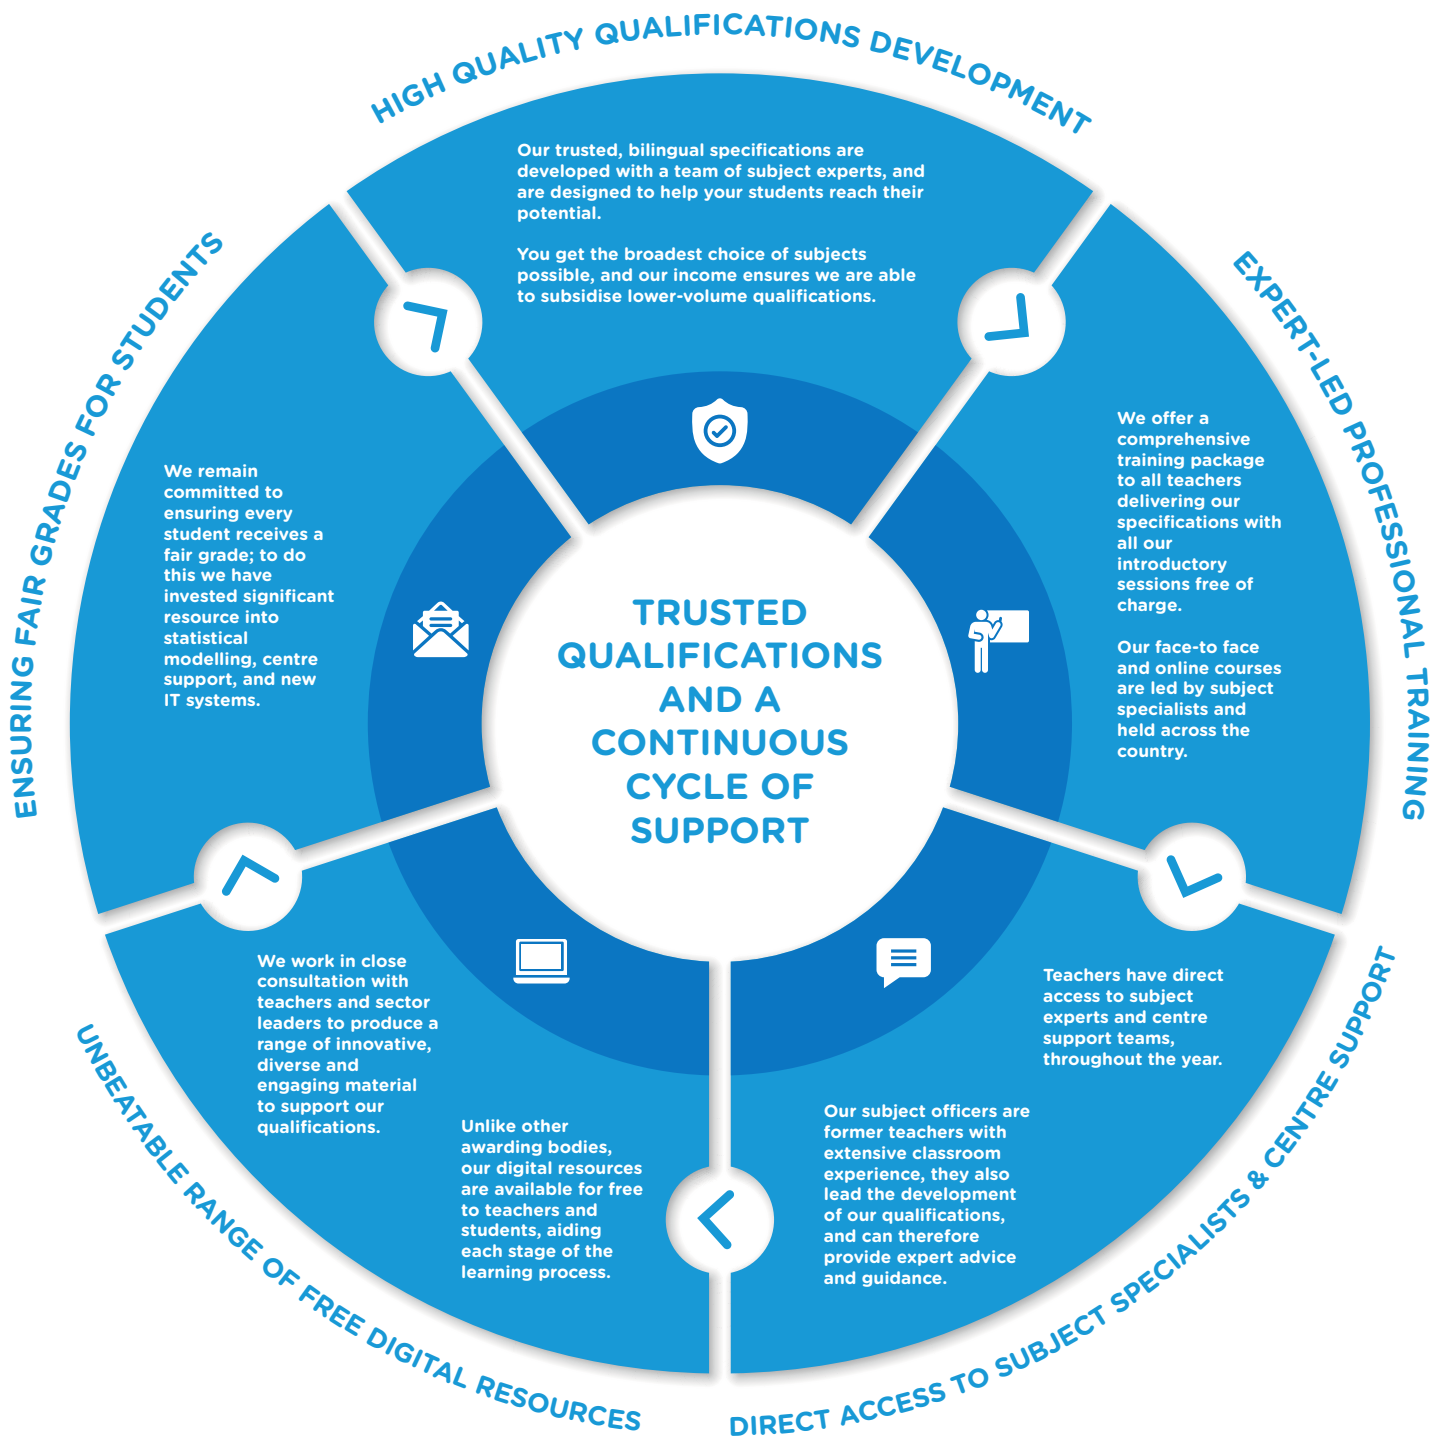 HIGH QUALITY QUALIFICATIONS DEVELOPMENT
Our trusted, bilingual specifications are
developed with a team of subject experts, and
are designed to help your students reach their
potential.
You get the broadest choice of subjects
possible, and our income ensures we are able
to subsidise lower-volume qualifications.
EXPERT-LED PROFESSIONAL TRAINING
We offer a
comprehensive
training package
to all teachers
delivering our
specifications with
all our
introductory
sessions free of
charge.
Our face-to face
and online courses
are led by subject
specialists and
held across the
country.
DIRECT ACCESS TO SUBJECT SPECIALISTS & CENTRE SUPPORT
Teachers have direct
access to subject
experts and centre
support teams,
throughout the year.
Our subject officers are
former teachers with
extensive classroom
experience, they also
lead the development
of our qualifications,
and can therefore
provide expert advice
and guidance.
UNBEATABLE RANGE OF FREE DIGITAL RESOURCES
We work in close
consultation with
teachers and sector
leaders to produce a
range of innovative,
diverse and
engaging material
to support our
qualifications.
Unlike other
awarding bodies,
our digital resources
are available for free
to teachers and
students, aiding
each stage of the
learning process.
ENSURING FAIR GRADES FOR STUDENTS
We remain
committed to
ensuring every
student receives a
fair grade; to do
this we have
invested significant
resource into
statistical
modelling, centre
support, and new
IT systems.
TRUSTED
QUALIFICATIONS
AND A
CONTINUOUS
CYCLE OF
SUPPORT